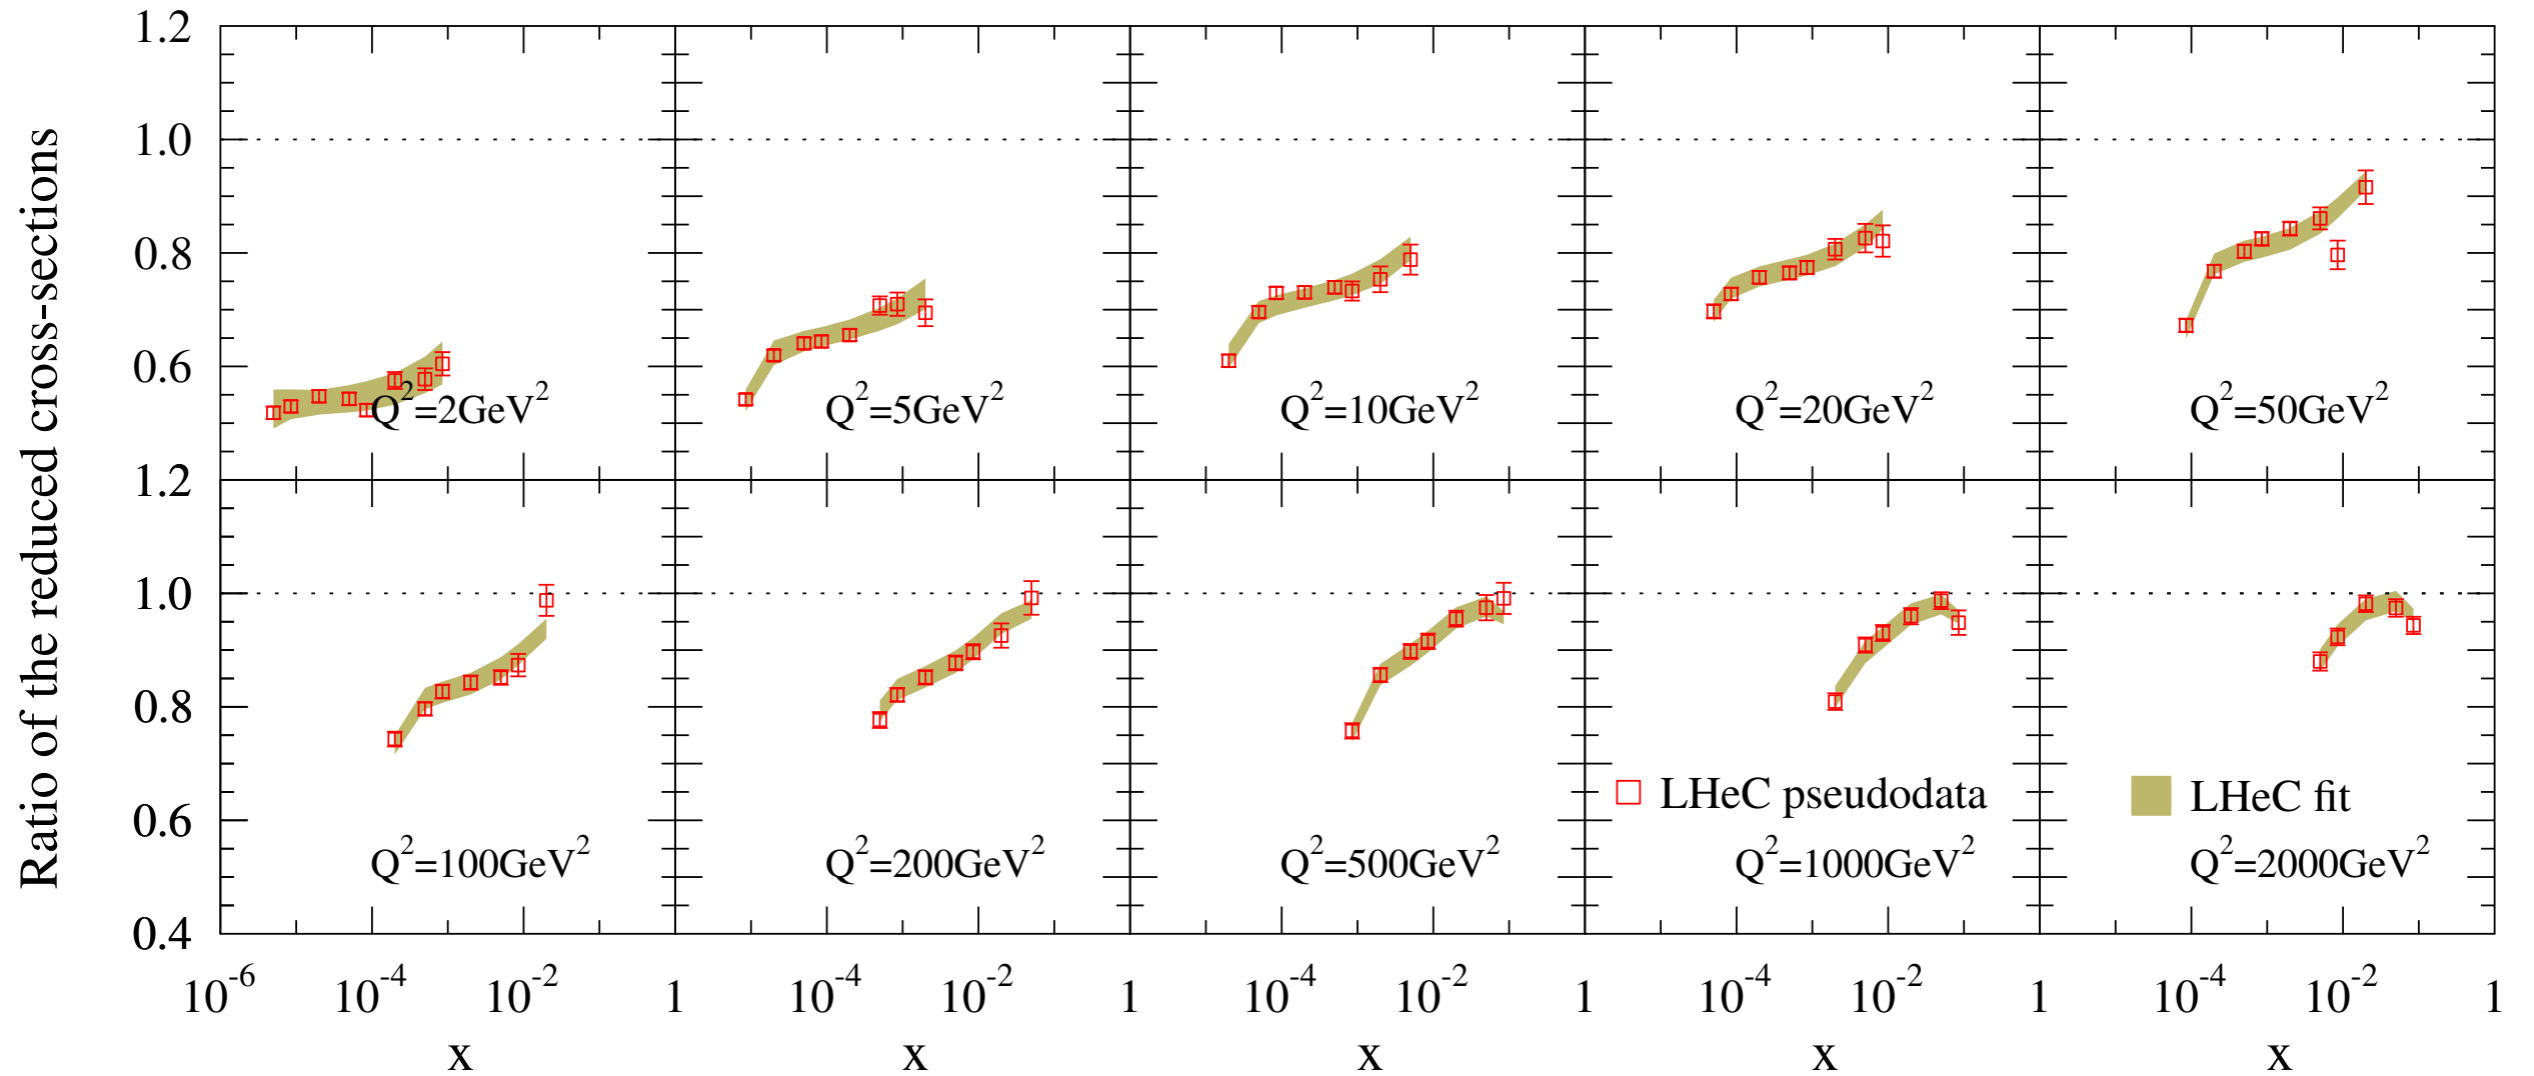 Ratio of the reduced cross-sections
1.2
1.0
0.8
0.6
Q²=2GeV² Q²=5GeV² Q²=10GeV² Q²=20GeV² Q²=50GeV²
1.2
1.0
0.8
0.6
0.4
LHeC pseudodata LHeC fit
Q²=100GeV² Q²=200GeV² Q²=500GeV² Q²=1000GeV² Q²=2000GeV²
10⁻⁶ 10⁻⁴ 10⁻² 1 10⁻⁴ 10⁻² 1 10⁻⁴ 10⁻² 1 10⁻⁴ 10⁻² 1 10⁻⁴ 10⁻² 1
x x x x x